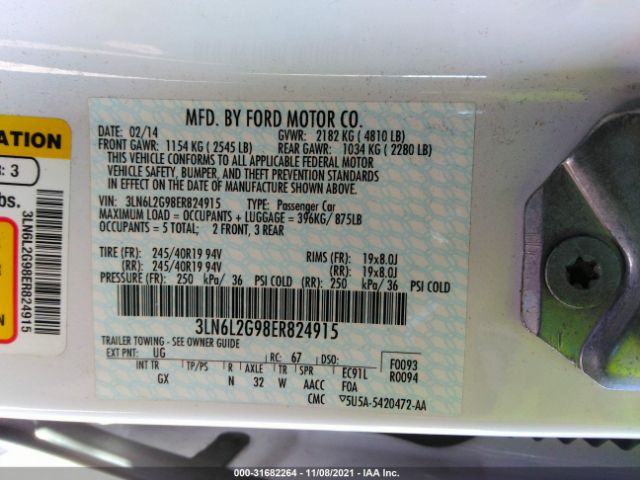 MFD. BY FORD MOTOR CO.
DATE: 02/14 GVWR: 2182 KG (4810 LB)
FRONT GAWR: 1154 KG (2545 LB) REAR GAWR: 1034 KG (2280 LB)
THIS VEHICLE CONFORMS TO ALL APPLICABLE FEDERAL MOTOR
VEHICLE SAFETY, BUMPER, AND THEFT PREVENTION STANDARDS
IN EFFECT ON THE DATE OF MANUFACTURE SHOWN ABOVE.
VIN: 3LN6L2G98ER824915 TYPE: Passenger Car
MAXIMUM LOAD = OCCUPANTS + LUGGAGE = 396KG/ 875LB
OCCUPANTS = 5 TOTAL; 2 FRONT, 3 REAR
TIRE (FR): 245/40R19 94V RIMS (FR): 19x8.0J
(RR): 245/40R19 94V (RR): 19x8.0J
PRESSURE (FR): 250 kPa/ 36 PSI COLD (RR): 250 kPa/ 36 PSI COLD
3LN6L2G98ER824915
TRAILER TOWING - SEE OWNER GUIDE
EXT PNT: UG RC: 67 DSO: F0093
INT TR TP/PS R AXLE TR SPR EC91L R0094
GX N 32 W AACC FOA
CMC ▽5U5A-5420472-AA
ATION
R: 3
lbs.
3LN6L2G98ER824915
ON
000-31682264 - 11/08/2021 - IAA Inc.